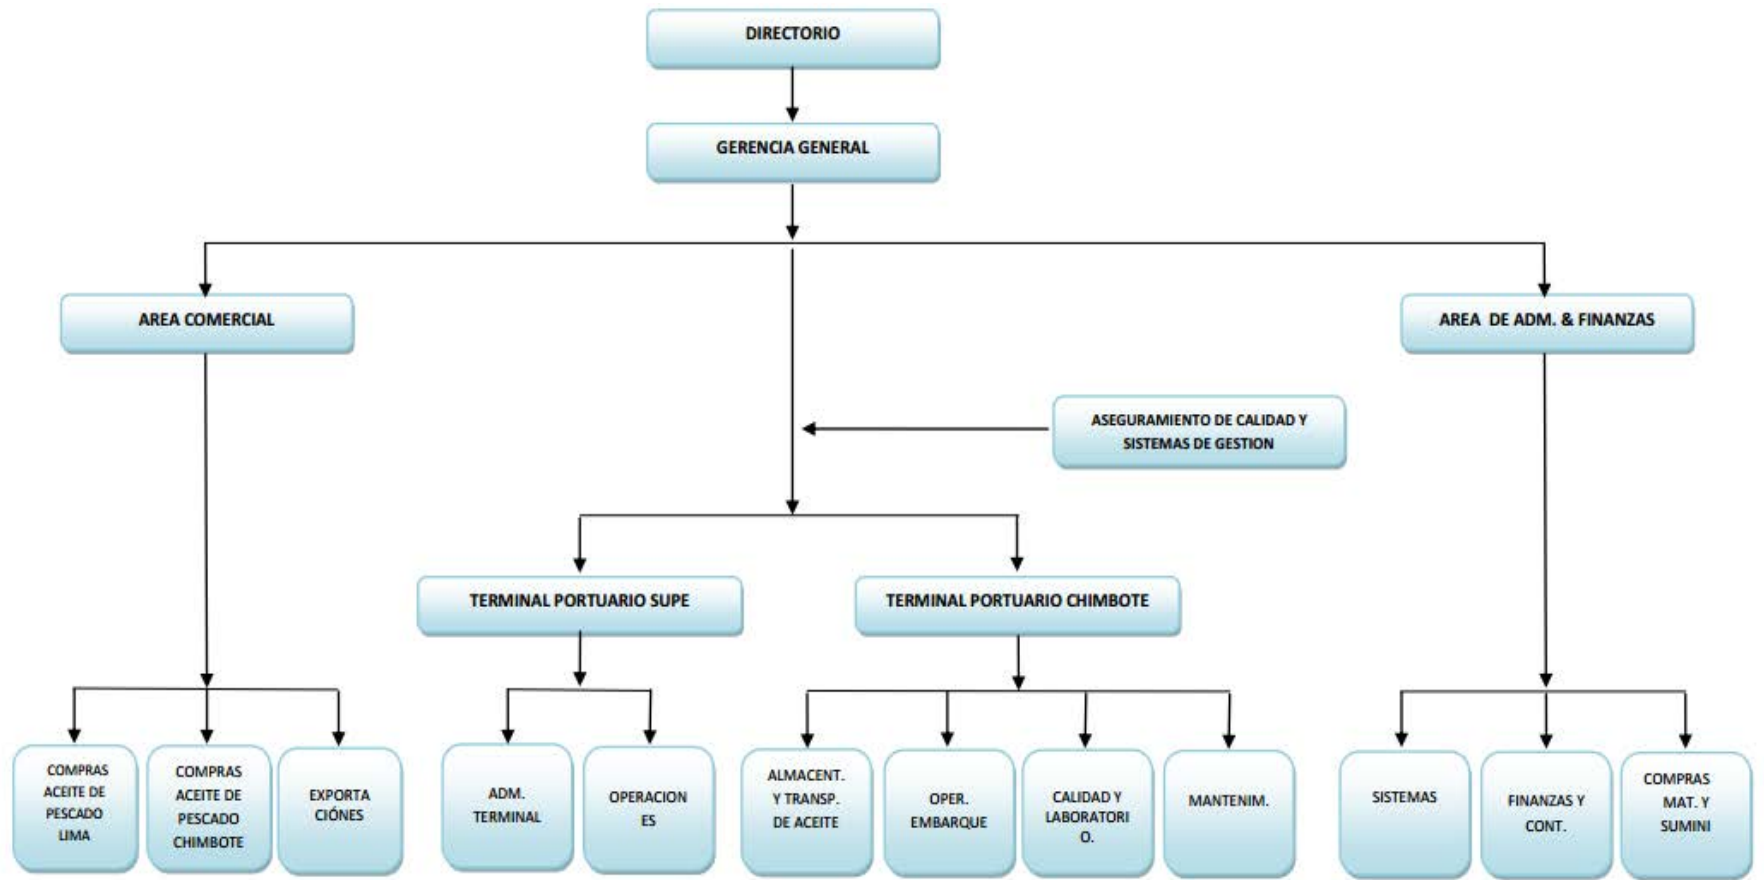 DIRECTORIO
GERENCIA GENERAL
AREA COMERCIAL
AREA DE ADM. & FINANZAS
ASEGURAMIENTO DE CALIDAD Y
SISTEMAS DE GESTION
TERMINAL PORTUARIO SUPE
TERMINAL PORTUARIO CHIMBOTE
COMPRAS
ACEITE DE
PESCADO
LIMA
COMPRAS
ACEITE DE
PESCADO
CHIMBOTE
EXPORTA
CIÓNES
ADM.
TERMINAL
OPERACION
ES
ALMACENT.
Y TRANSP.
DE ACEITE
OPER.
EMBARQUE
CALIDAD Y
LABORATORI
O.
MANTENIM.
SISTEMAS
FINANZAS Y
CONT.
COMPRAS
MAT. Y
SUMINI